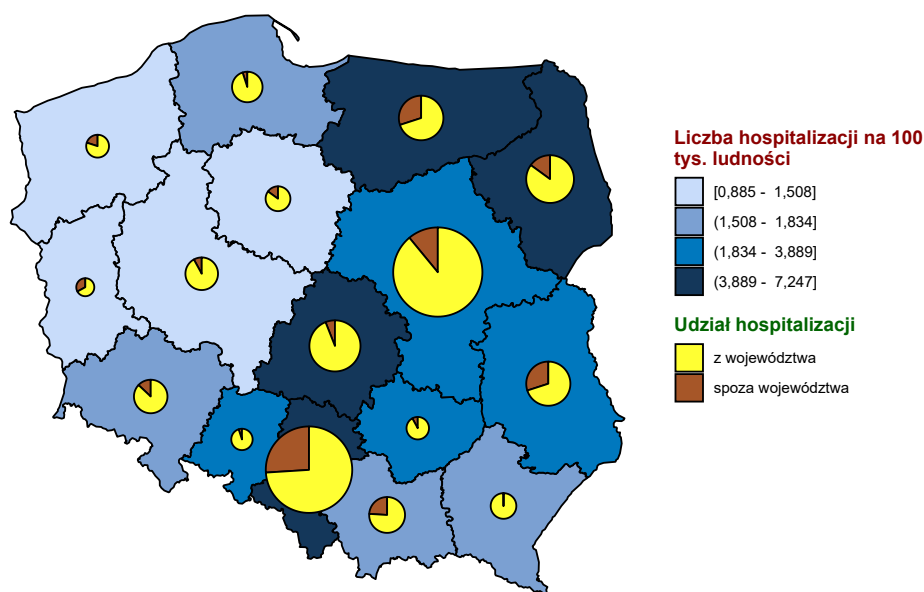 Liczba hospitalizacji na 100
tys. ludności
[0,885 - 1,508]
(1,508 - 1,834]
(1,834 - 3,889]
(3,889 - 7,247]
Udział hospitalizacji
z województwa
spoza województwa